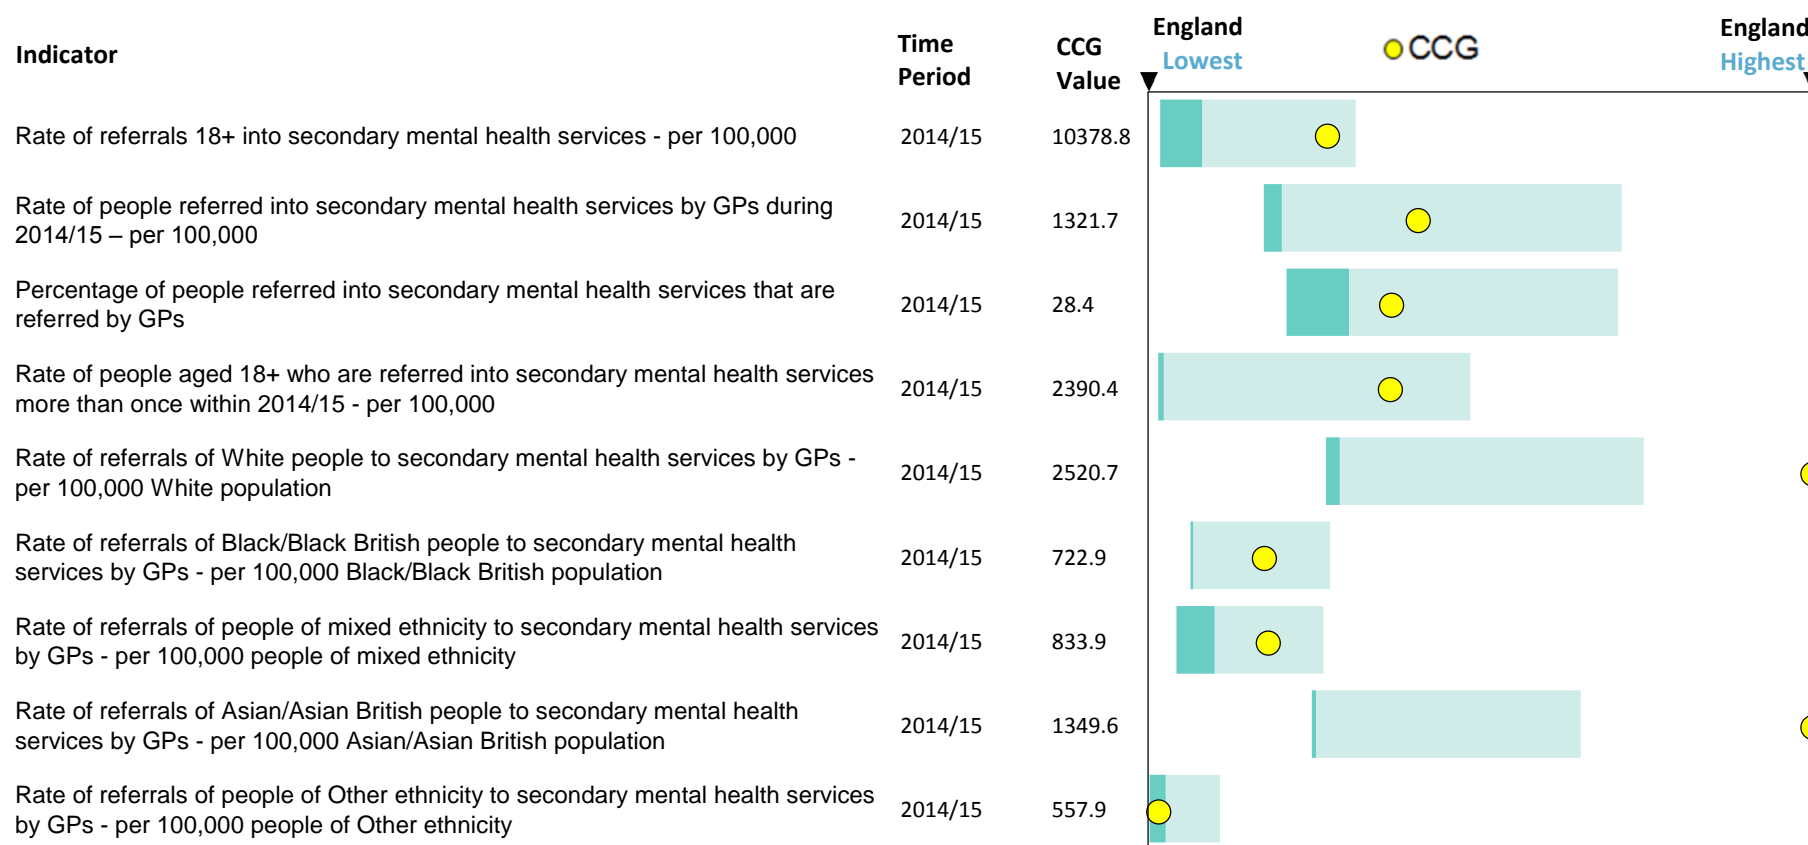 Indicator
Time
Period
CCG
Value
England
Lowest
CCG
England
Highest
Rate of referrals 18+ into secondary mental health services - per 100,000
2014/15
10378.8
Rate of people referred into secondary mental health services by GPs during
2014/15 – per 100,000
2014/15
1321.7
Percentage of people referred into secondary mental health services that are
referred by GPs
2014/15
28.4
Rate of people aged 18+ who are referred into secondary mental health services
more than once within 2014/15 - per 100,000
2014/15
2390.4
Rate of referrals of White people to secondary mental health services by GPs -
per 100,000 White population
2014/15
2520.7
Rate of referrals of Black/Black British people to secondary mental health
services by GPs - per 100,000 Black/Black British population
2014/15
722.9
Rate of referrals of people of mixed ethnicity to secondary mental health services
by GPs - per 100,000 people of mixed ethnicity
2014/15
833.9
Rate of referrals of Asian/Asian British people to secondary mental health
services by GPs - per 100,000 Asian/Asian British population
2014/15
1349.6
Rate of referrals of people of Other ethnicity to secondary mental health services
by GPs - per 100,000 people of Other ethnicity
2014/15
557.9